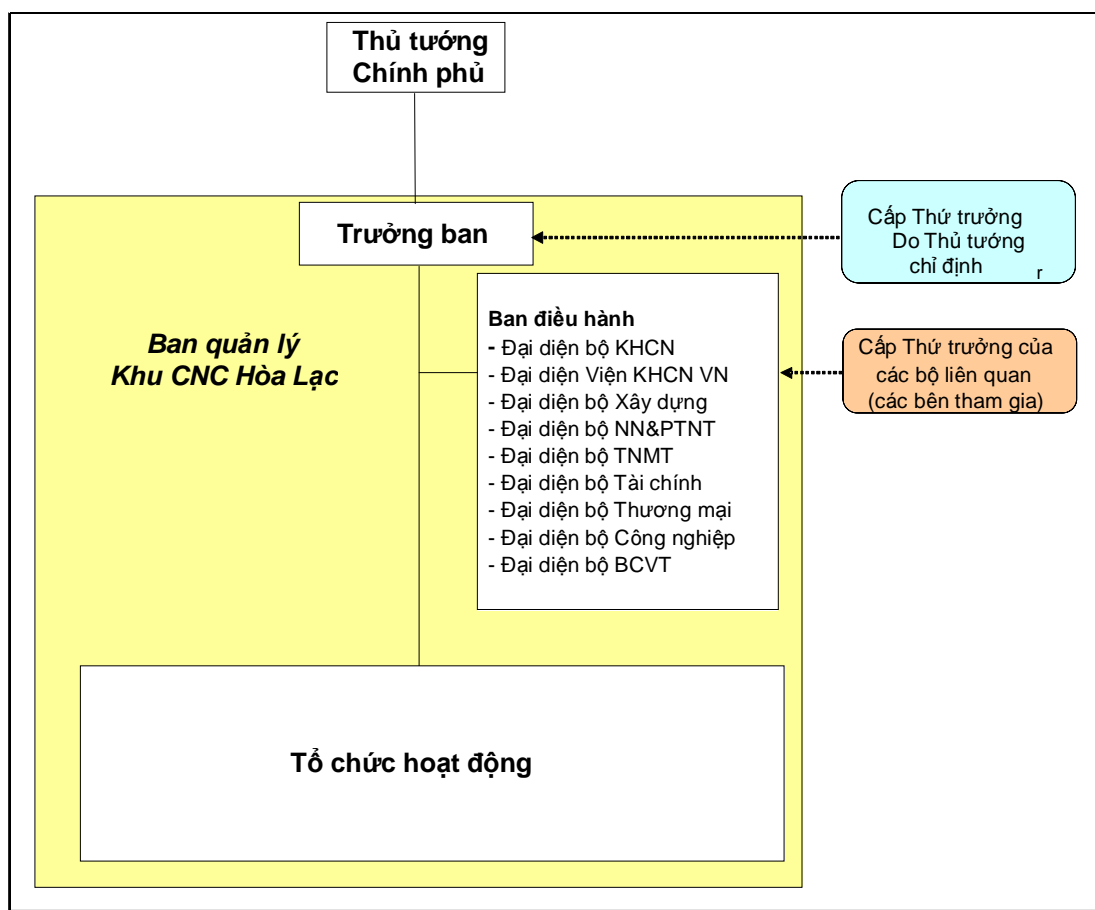 Thủ tướng
Chính phủ
Trưởng ban
Cấp Thứ trưởng
Do Thủ tướng
chỉ định r
Ban quản lý
Khu CNC Hòa Lạc
Ban điều hành
- Đại diện bộ KHCN
- Đại diện Viện KHCN VN
- Đại diện bộ Xây dựng
- Đại diện bộ NN&PTNT
- Đại diện bộ TNMT
- Đại diện bộ Tài chính
- Đại diện bộ Thương mại
- Đại diện bộ Công nghiệp
- Đại diện bộ BCVT
Cấp Thứ trưởng của
các bộ liên quan
(các bên tham gia)
Tổ chức hoạt động